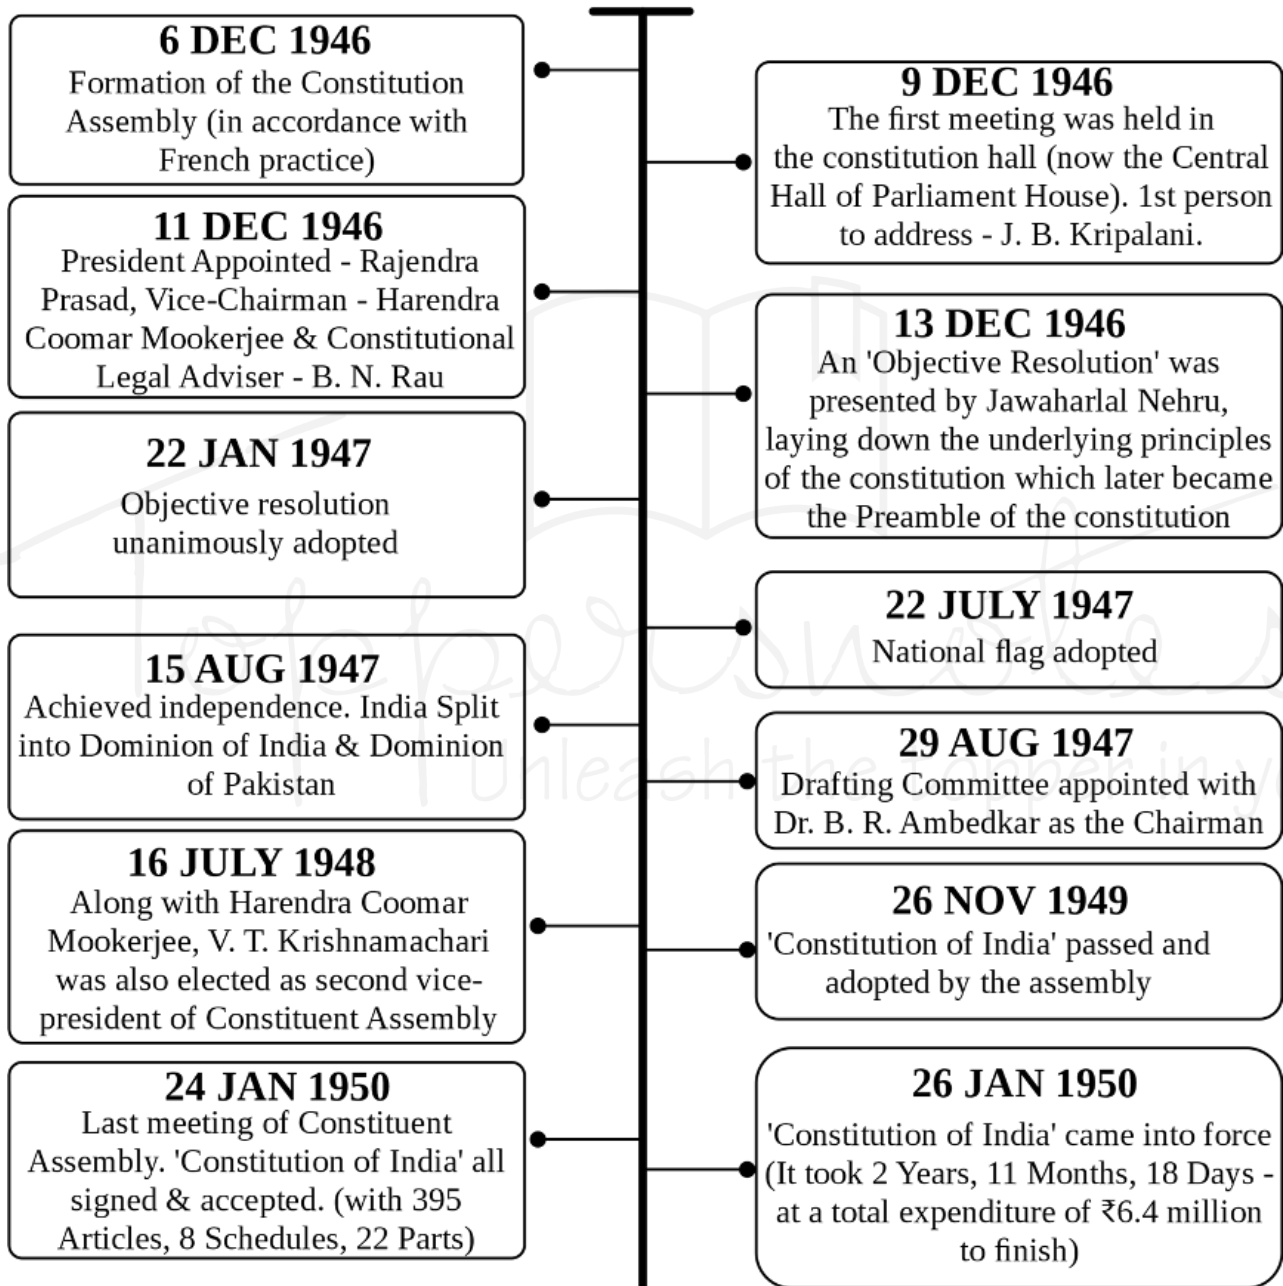 6 DEC 1946
Formation of the Constitution
Assembly (in accordance with
French practice)
9 DEC 1946
The first meeting was held in
the constitution hall (now the Central
Hall of Parliament House). 1st person
to address - J. B. Kripalani.
11 DEC 1946
President Appointed - Rajendra
Prasad, Vice-Chairman - Harendra
Coomar Mookerjee & Constitutional
Legal Adviser - B. N. Rau
13 DEC 1946
An 'Objective Resolution' was
presented by Jawaharlal Nehru,
laying down the underlying principles
of the constitution which later became
the Preamble of the constitution
22 JAN 1947
Objective resolution
unanimously adopted
22 JULY 1947
National flag adopted
15 AUG 1947
Achieved independence. India Split
into Dominion of India & Dominion
of Pakistan
29 AUG 1947
Drafting Committee appointed with
Dr. B. R. Ambedkar as the Chairman
16 JULY 1948
Along with Harendra Coomar
Mookerjee, V. T. Krishnamachari
was also elected as second vice-
president of Constituent Assembly
26 NOV 1949
'Constitution of India' passed and
adopted by the assembly
24 JAN 1950
Last meeting of Constituent
Assembly. 'Constitution of India' all
signed & accepted. (with 395
Articles, 8 Schedules, 22 Parts)
26 JAN 1950
'Constitution of India' came into force
(It took 2 Years, 11 Months, 18 Days -
at a total expenditure of ₹6.4 million
to finish)
Toppersnotes
Unleash the topper in y